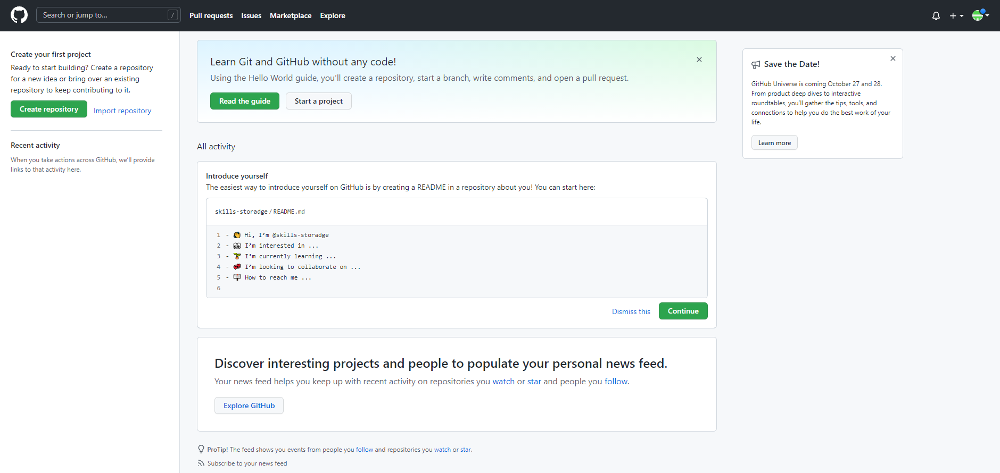 Search or jump to...
/
Pull requests
Issues
Marketplace
Explore
Create your first project
Ready to start building? Create a repository
for a new idea or bring over an existing
repository to keep contributing to it.
Create repository
Import repository
Recent activity
When you take actions across GitHub, we’ll provide
links to that activity here.
Learn Git and GitHub without any code!
Using the Hello World guide, you’ll create a repository, start a branch, write comments, and open a pull request.
Read the guide
Start a project
All activity
Introduce yourself
The easiest way to introduce yourself on GitHub is by creating a README in a repository about you! You can start here:
skills-storadge/README.md
1 - 👋 Hi, I’m @skills-storadge
2 - 👀 I’m interested in ...
3 - 🌱 I’m currently learning ...
4 - 💞️ I’m looking to collaborate on ...
5 - 📫 How to reach me ...
6
Dismiss this
Continue
Discover interesting projects and people to populate your personal news feed.
Your news feed helps you keep up with recent activity on repositories you watch or star and people you follow.
Explore GitHub
ProTip! The feed shows you events from people you follow and repositories you watch or star.
Subscribe to your news feed
Save the Date!
GitHub Universe is coming October 27 and 28.
From product deep dives to interactive
roundtables, you’ll gather the tips, tools, and
connections to help you do the best work of your
life.
Learn more